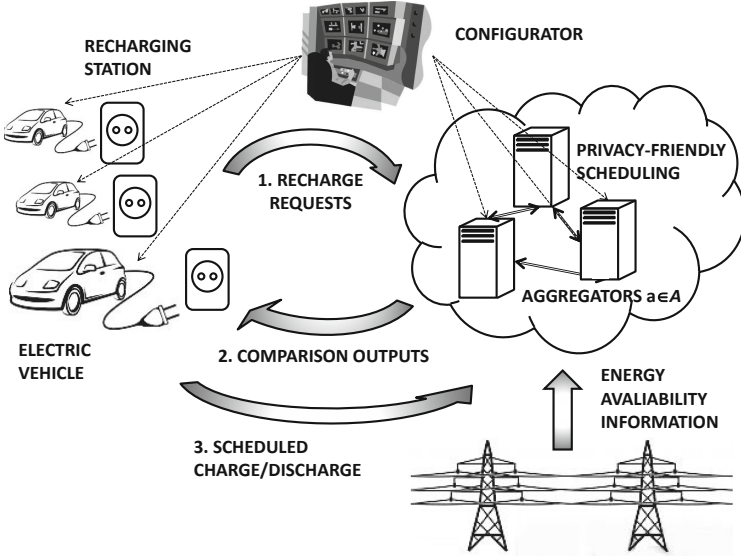 RECHARGING
STATION
CONFIGURATOR
1. RECHARGE
REQUESTS
PRIVACY-FRIENDLY
SCHEDULING
AGGREGATORS a∈A
ELECTRIC
VEHICLE
2. COMPARISON OUTPUTS
3. SCHEDULED
CHARGE/DISCHARGE
ENERGY
AVALIABILITY
INFORMATION